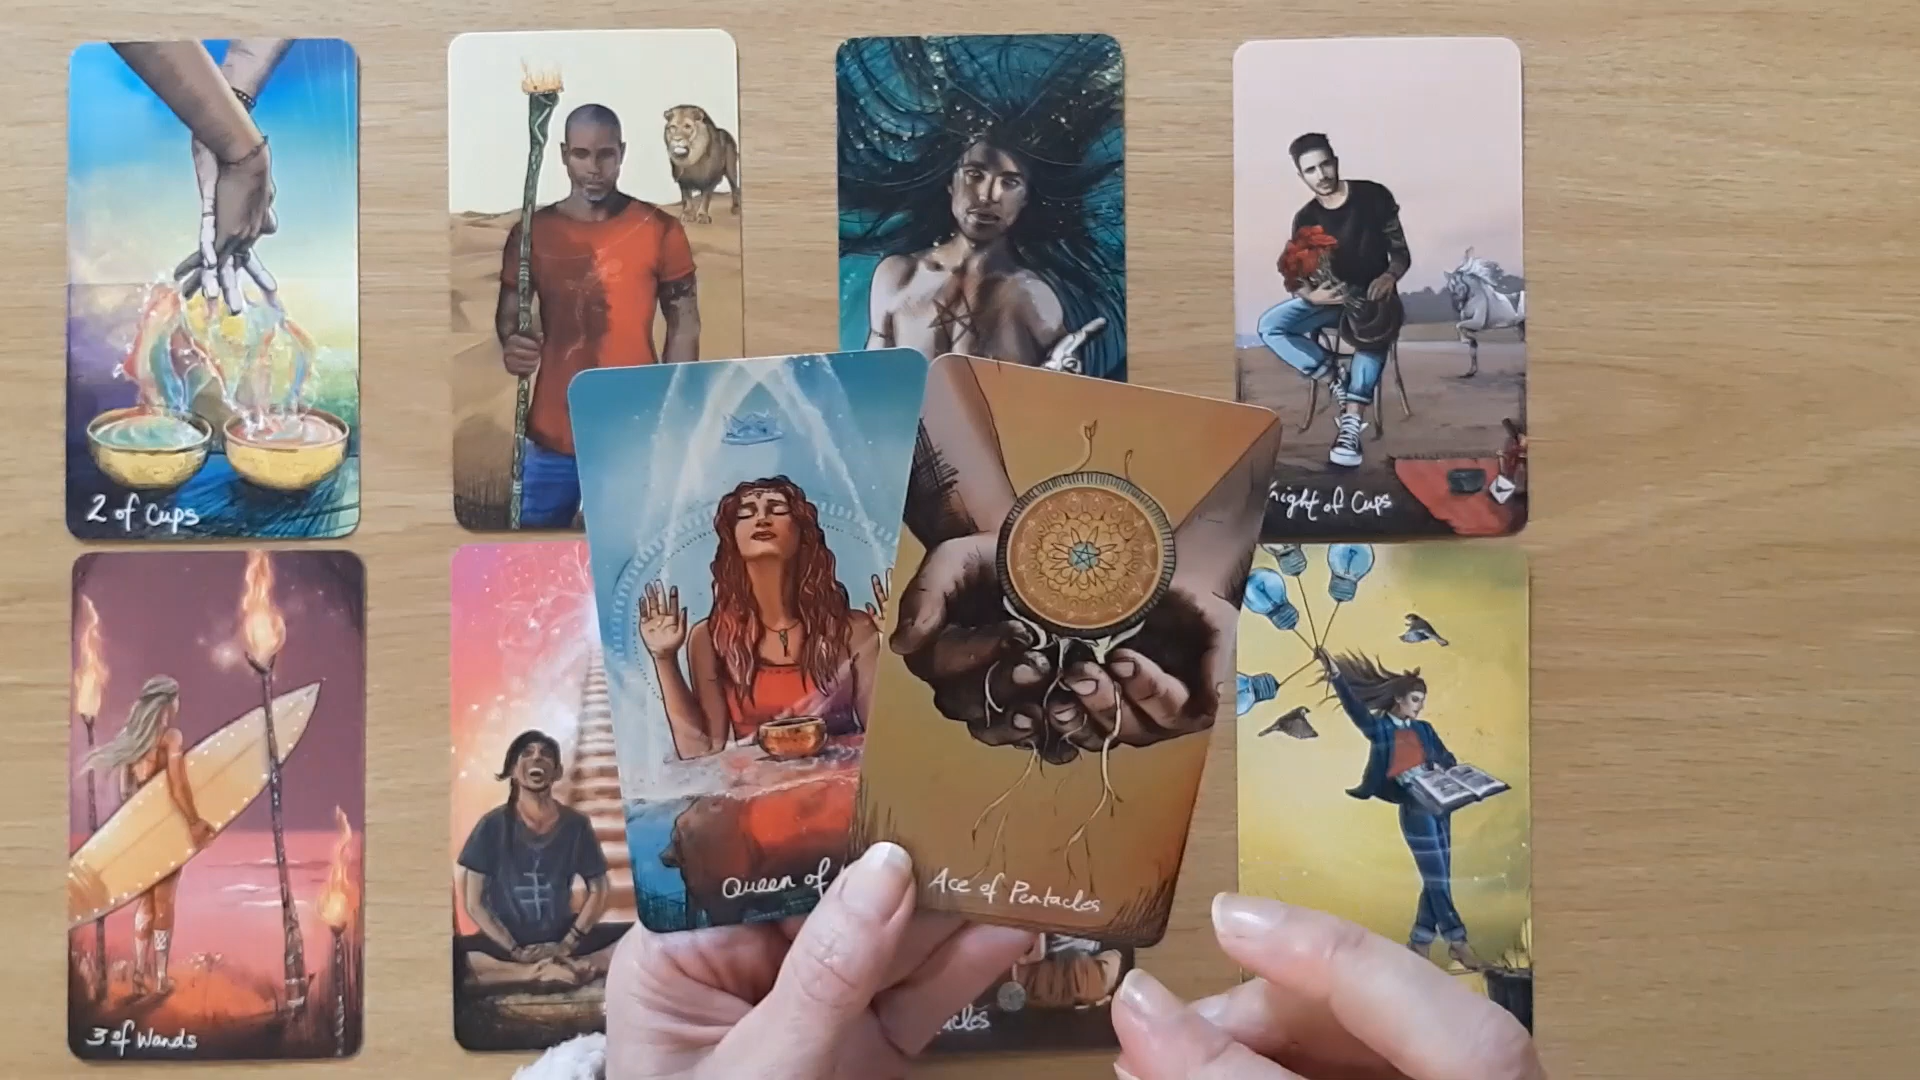 2 of Cups
Knight of Cups
Queen of
Ace of Pentacles
3 of Wands